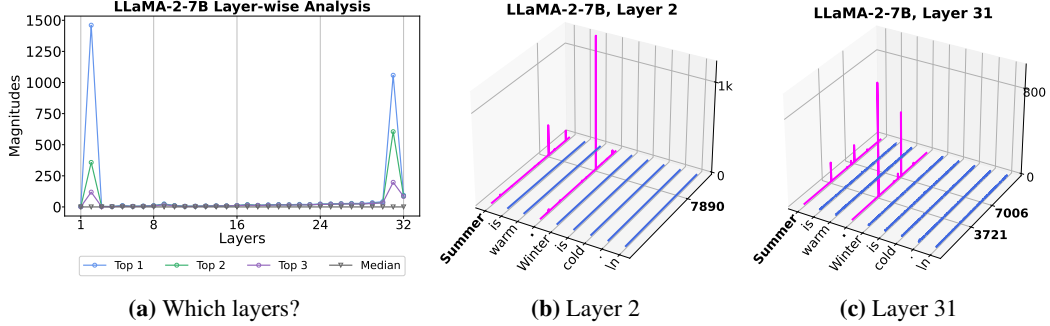 LLaMA-2-7B Layer-wise Analysis
1500
1250
1000
750
500
250
0
Magnitudes
1 8 16 24 32
Layers
Top 1 Top 2 Top 3 Median
(a) Which layers?
LLaMA-2-7B, Layer 2
1k
0
7890
Summer
is
warm
.
Winter
is
cold
.
\n
(b) Layer 2
LLaMA-2-7B, Layer 31
800
0
7006
3721
Summer
is
warm
.
Winter
is
cold
.
\n
(c) Layer 31